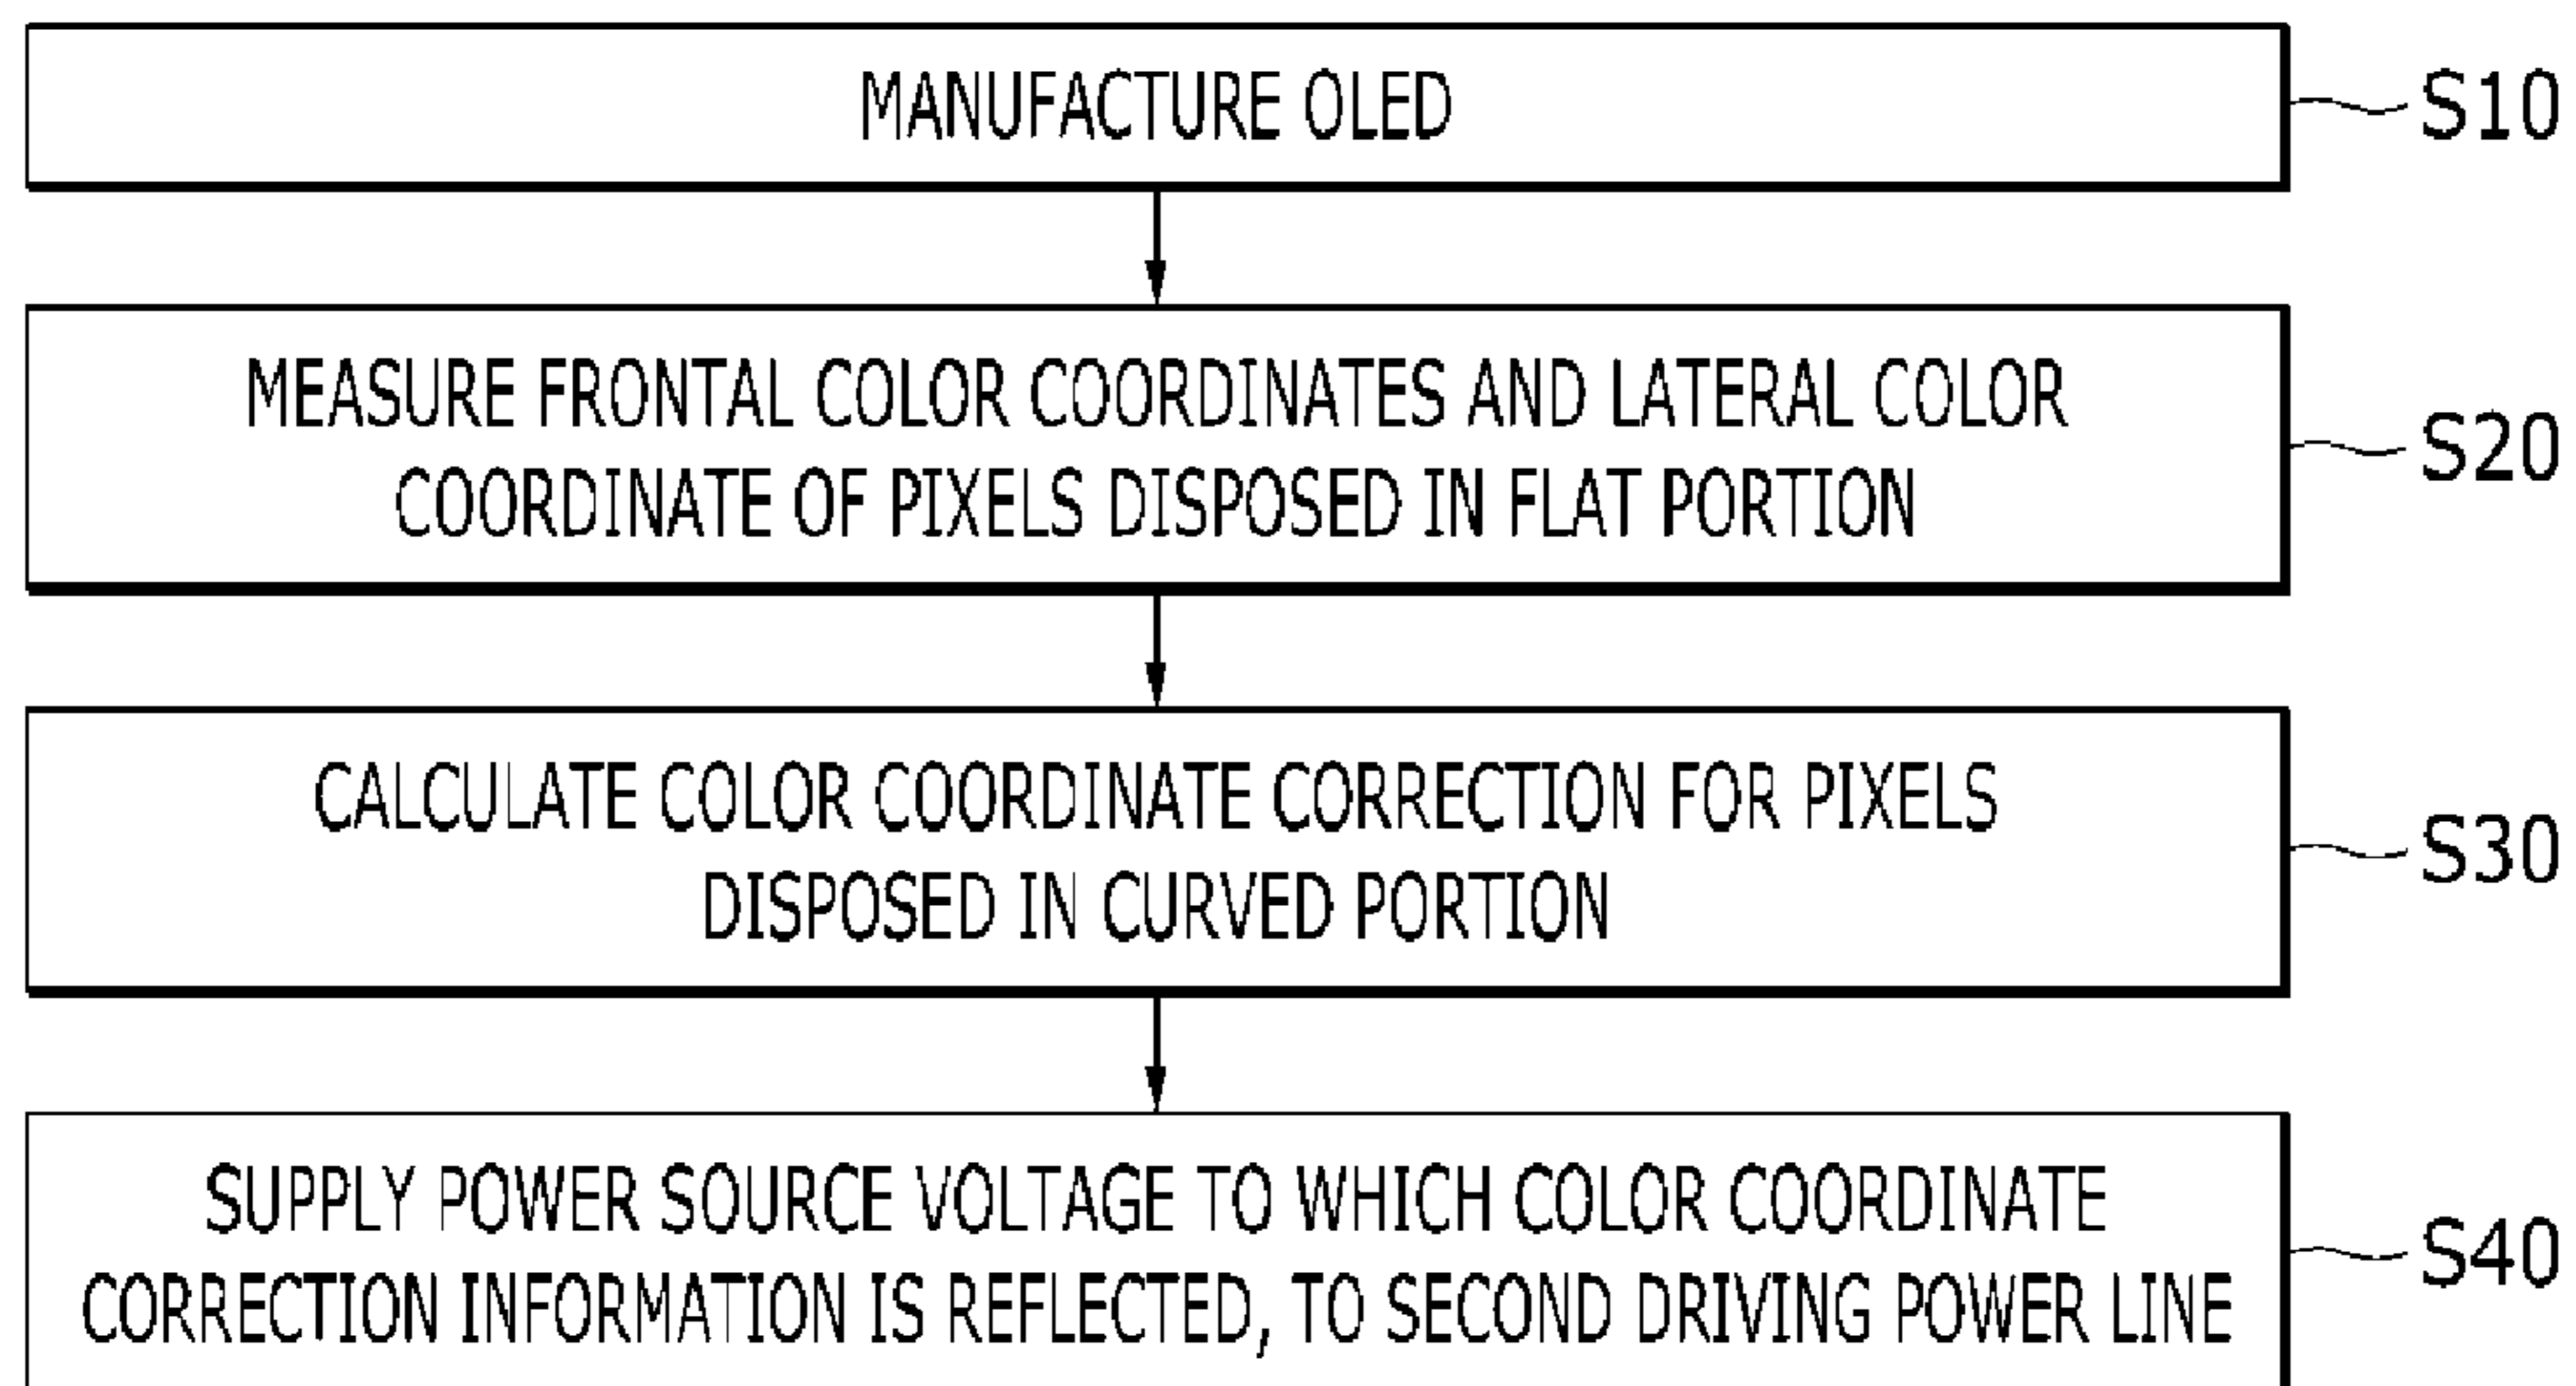 MANUFACTURE OLED
S10
MEASURE FRONTAL COLOR COORDINATES AND LATERAL COLOR
COORDINATE OF PIXELS DISPOSED IN FLAT PORTION
S20
CALCULATE COLOR COORDINATE CORRECTION FOR PIXELS
DISPOSED IN CURVED PORTION
S30
SUPPLY POWER SOURCE VOLTAGE TO WHICH COLOR COORDINATE
CORRECTION INFORMATION IS REFLECTED, TO SECOND DRIVING POWER LINE
S40